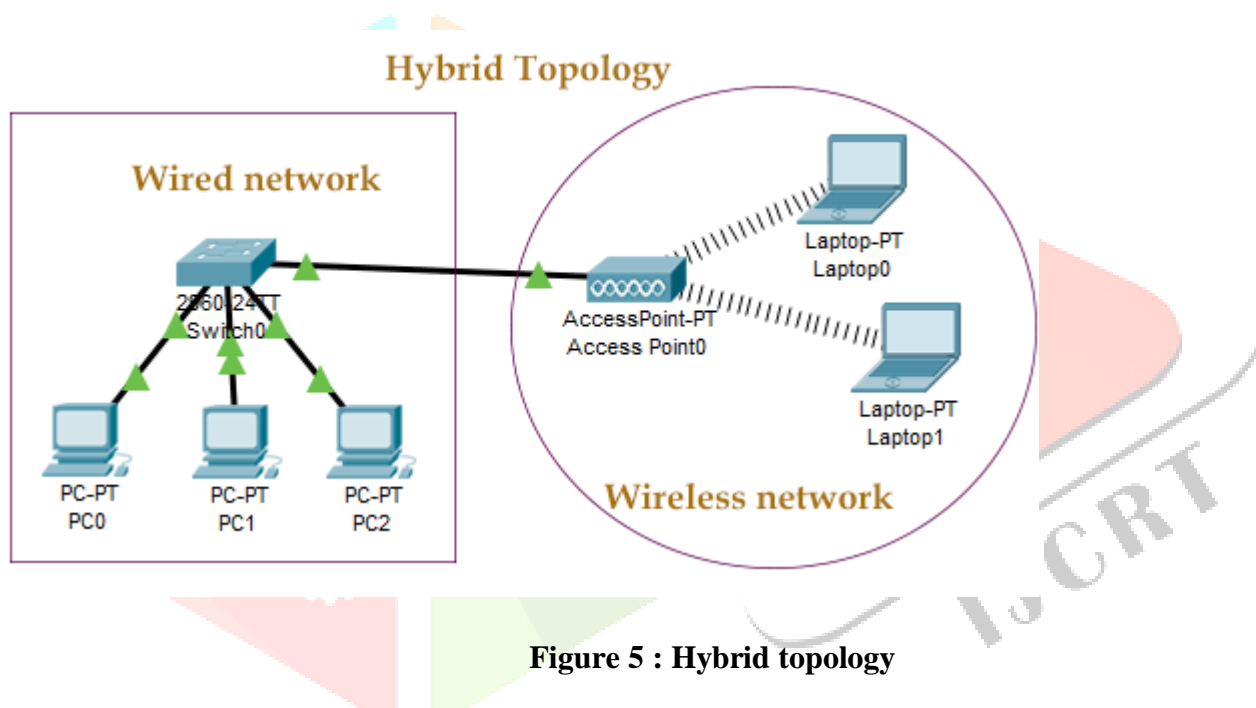 Hybrid Topology
Wired network
2960-24TT
Switch0
PC-PT
PC0
PC-PT
PC1
PC-PT
PC2
AccessPoint-PT
Access Point0
Laptop-PT
Laptop0
Laptop-PT
Laptop1
Wireless network
IJCRT
Figure 5 : Hybrid topology